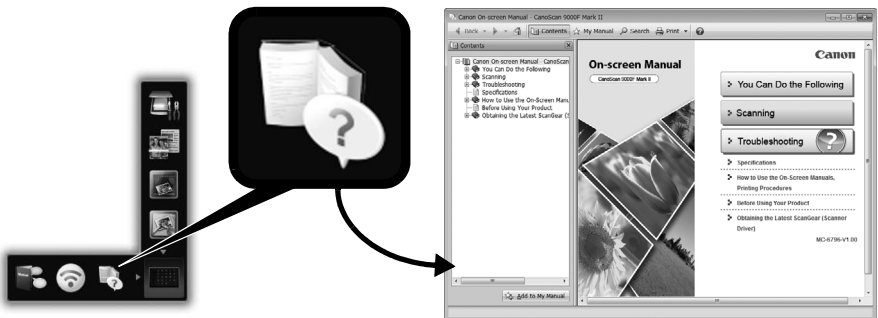 Canon On-screen Manual - CanoScan 9000F Mark II
Back
Contents
My Manual
Search
Print
Contents
Canon On-screen Manual - CanoScan
You Can Do the Following
Scanning
Troubleshooting
Specifications
How to Use the On-Screen Manu
Before Using Your Product
Obtaining the Latest ScanGear (S
Add to My Manual
On-screen Manual
CanoScan 9000F Mark II
Canon
You Can Do the Following
Scanning
Troubleshooting
?
Specifications
How to Use the On-Screen Manuals,
Printing Procedures
Before Using Your Product
Obtaining the Latest ScanGear (Scanner
Driver)
MC-6796-V1.00